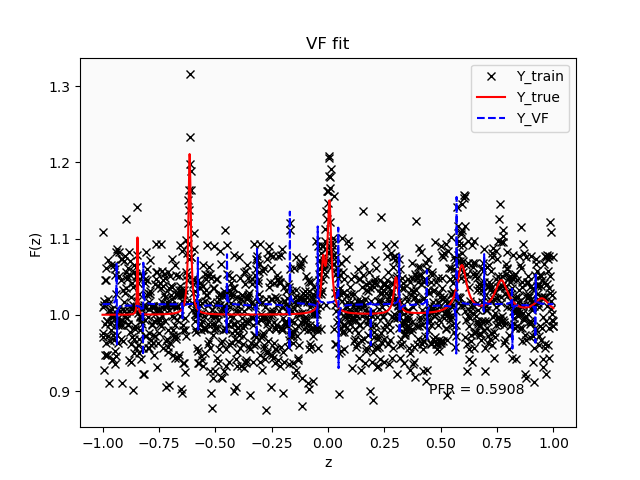 VF fit
Y_train
Y_true
Y_VF
F(z)
1.3
1.2
1.1
1.0
0.9
PFR = 0.5908
−1.00 −0.75 −0.50 −0.25 0.00 0.25 0.50 0.75 1.00
z